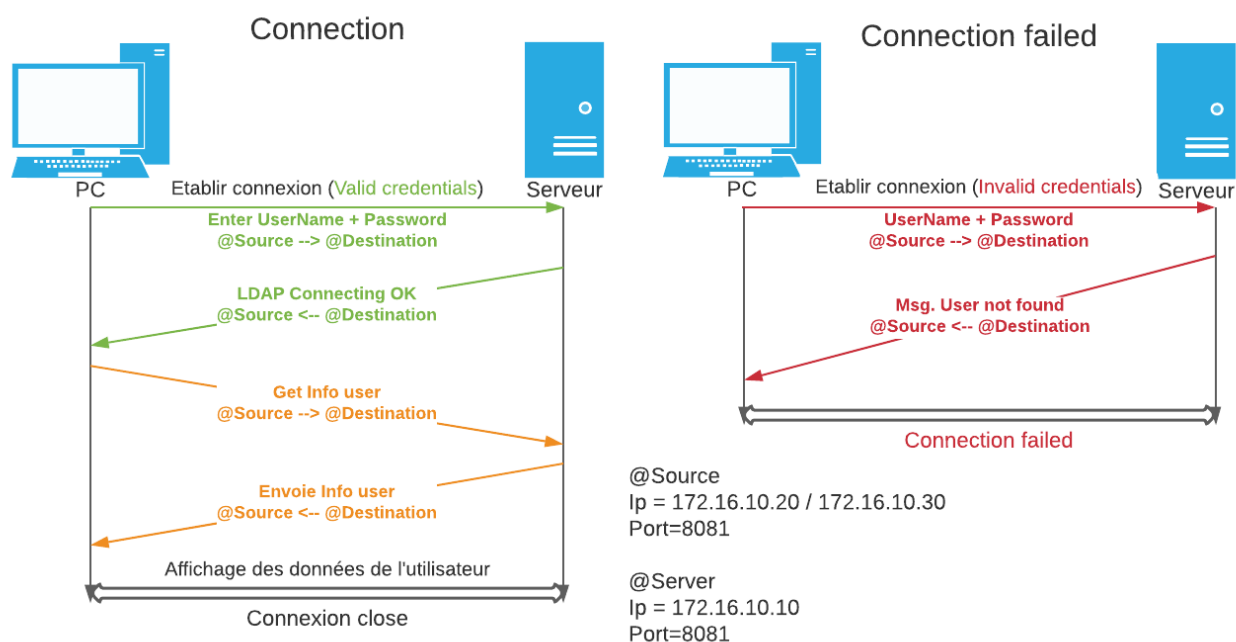 Connection
PC
Serveur
Etablir connexion (Valid credentials)
Enter UserName + Password
@Source --> @Destination
LDAP Connecting OK
@Source <-- @Destination
Get Info user
@Source --> @Destination
Envoie Info user
@Source <-- @Destination
Affichage des données de l'utilisateur
Connexion close
Connection failed
PC
Serveur
Etablir connexion (Invalid credentials)
UserName + Password
@Source --> @Destination
Msg. User not found
@Source <-- @Destination
Connection failed
@Source
Ip = 172.16.10.20 / 172.16.10.30
Port=8081
@Server
Ip = 172.16.10.10
Port=8081